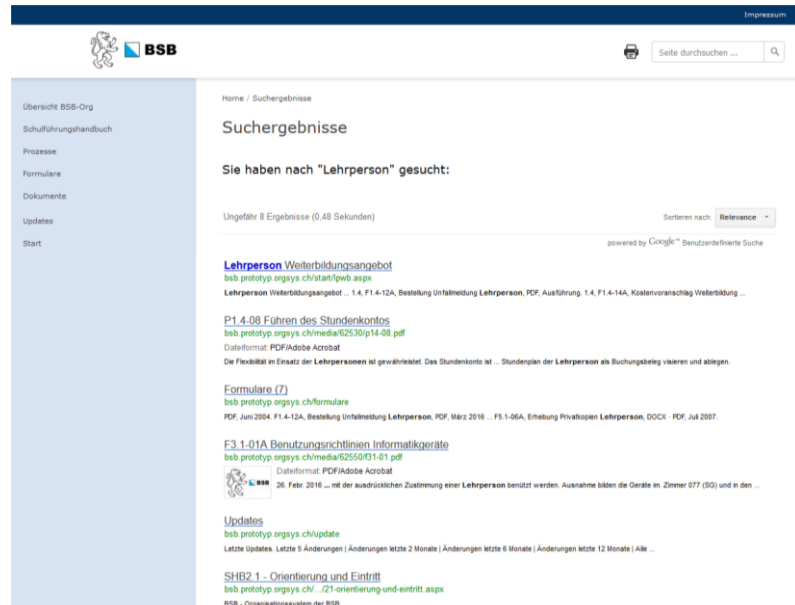 Impressum
BSB
Seite durchsuchen ...
Übersicht BSB-Org
Schulführungshandbuch
Prozesse
Formulare
Dokumente
Updates
Start
Home / Suchergebnisse
Suchergebnisse
Sie haben nach "Lehrperson" gesucht:
Ungefähr 8 Ergebnisse (0,48 Sekunden)
Sortieren nach: Relevance
powered by Google™ Benutzerdefinierte Suche
Lehrperson Weiterbildungsangebot
bsb.prototyp.orgsys.ch/start/lpwb.aspx
Lehrperson Weiterbildungsangebot ... 1.4, F1.4-12A, Bestellung Unfallmeldung Lehrperson, PDF, Ausführung. 1.4, F1.4-14A, Kostenvoranschlag Weiterbildung ...
P1.4-08 Führen des Stundenkontos
bsb.prototyp.orgsys.ch/media/62530/p14-08.pdf
Dateiformat: PDF/Adobe Acrobat
Die Flexibilität im Einsatz der Lehrpersonen ist gewährleistet. Das Stundenkonto ist ... Stundenplan der Lehrperson als Buchungsbeleg visieren und ablegen.
Formulare (7)
bsb.prototyp.orgsys.ch/formulare
PDF, Juni 2004. F1.4-12A, Bestellung Unfallmeldung Lehrperson, PDF, März 2016 ... F5.1-06A, Erhebung Privatkopien Lehrperson, DOCX - PDF, Juli 2007.
F3.1-01A Benutzungsrichtlinien Informatikgeräte
bsb.prototyp.orgsys.ch/media/62550/f31-01.pdf
Dateiformat: PDF/Adobe Acrobat
BSB
26. Febr. 2016 ... mit der ausdrücklichen Zustimmung einer Lehrperson benützt werden. Ausnahme bilden die Geräte im Zimmer 077 (SG) und in den ...
Updates
bsb.prototyp.orgsys.ch/update
Letzte Updates. Letzte 5 Änderungen | Änderungen letzte 2 Monate | Änderungen letzte 6 Monate | Änderungen letzte 12 Monate | Alle ...
SHB2.1 - Orientierung und Eintritt
bsb.prototyp.orgsys.ch/.../21-orientierung-und-eintritt.aspx
BSB - Organisationssystem der BSB